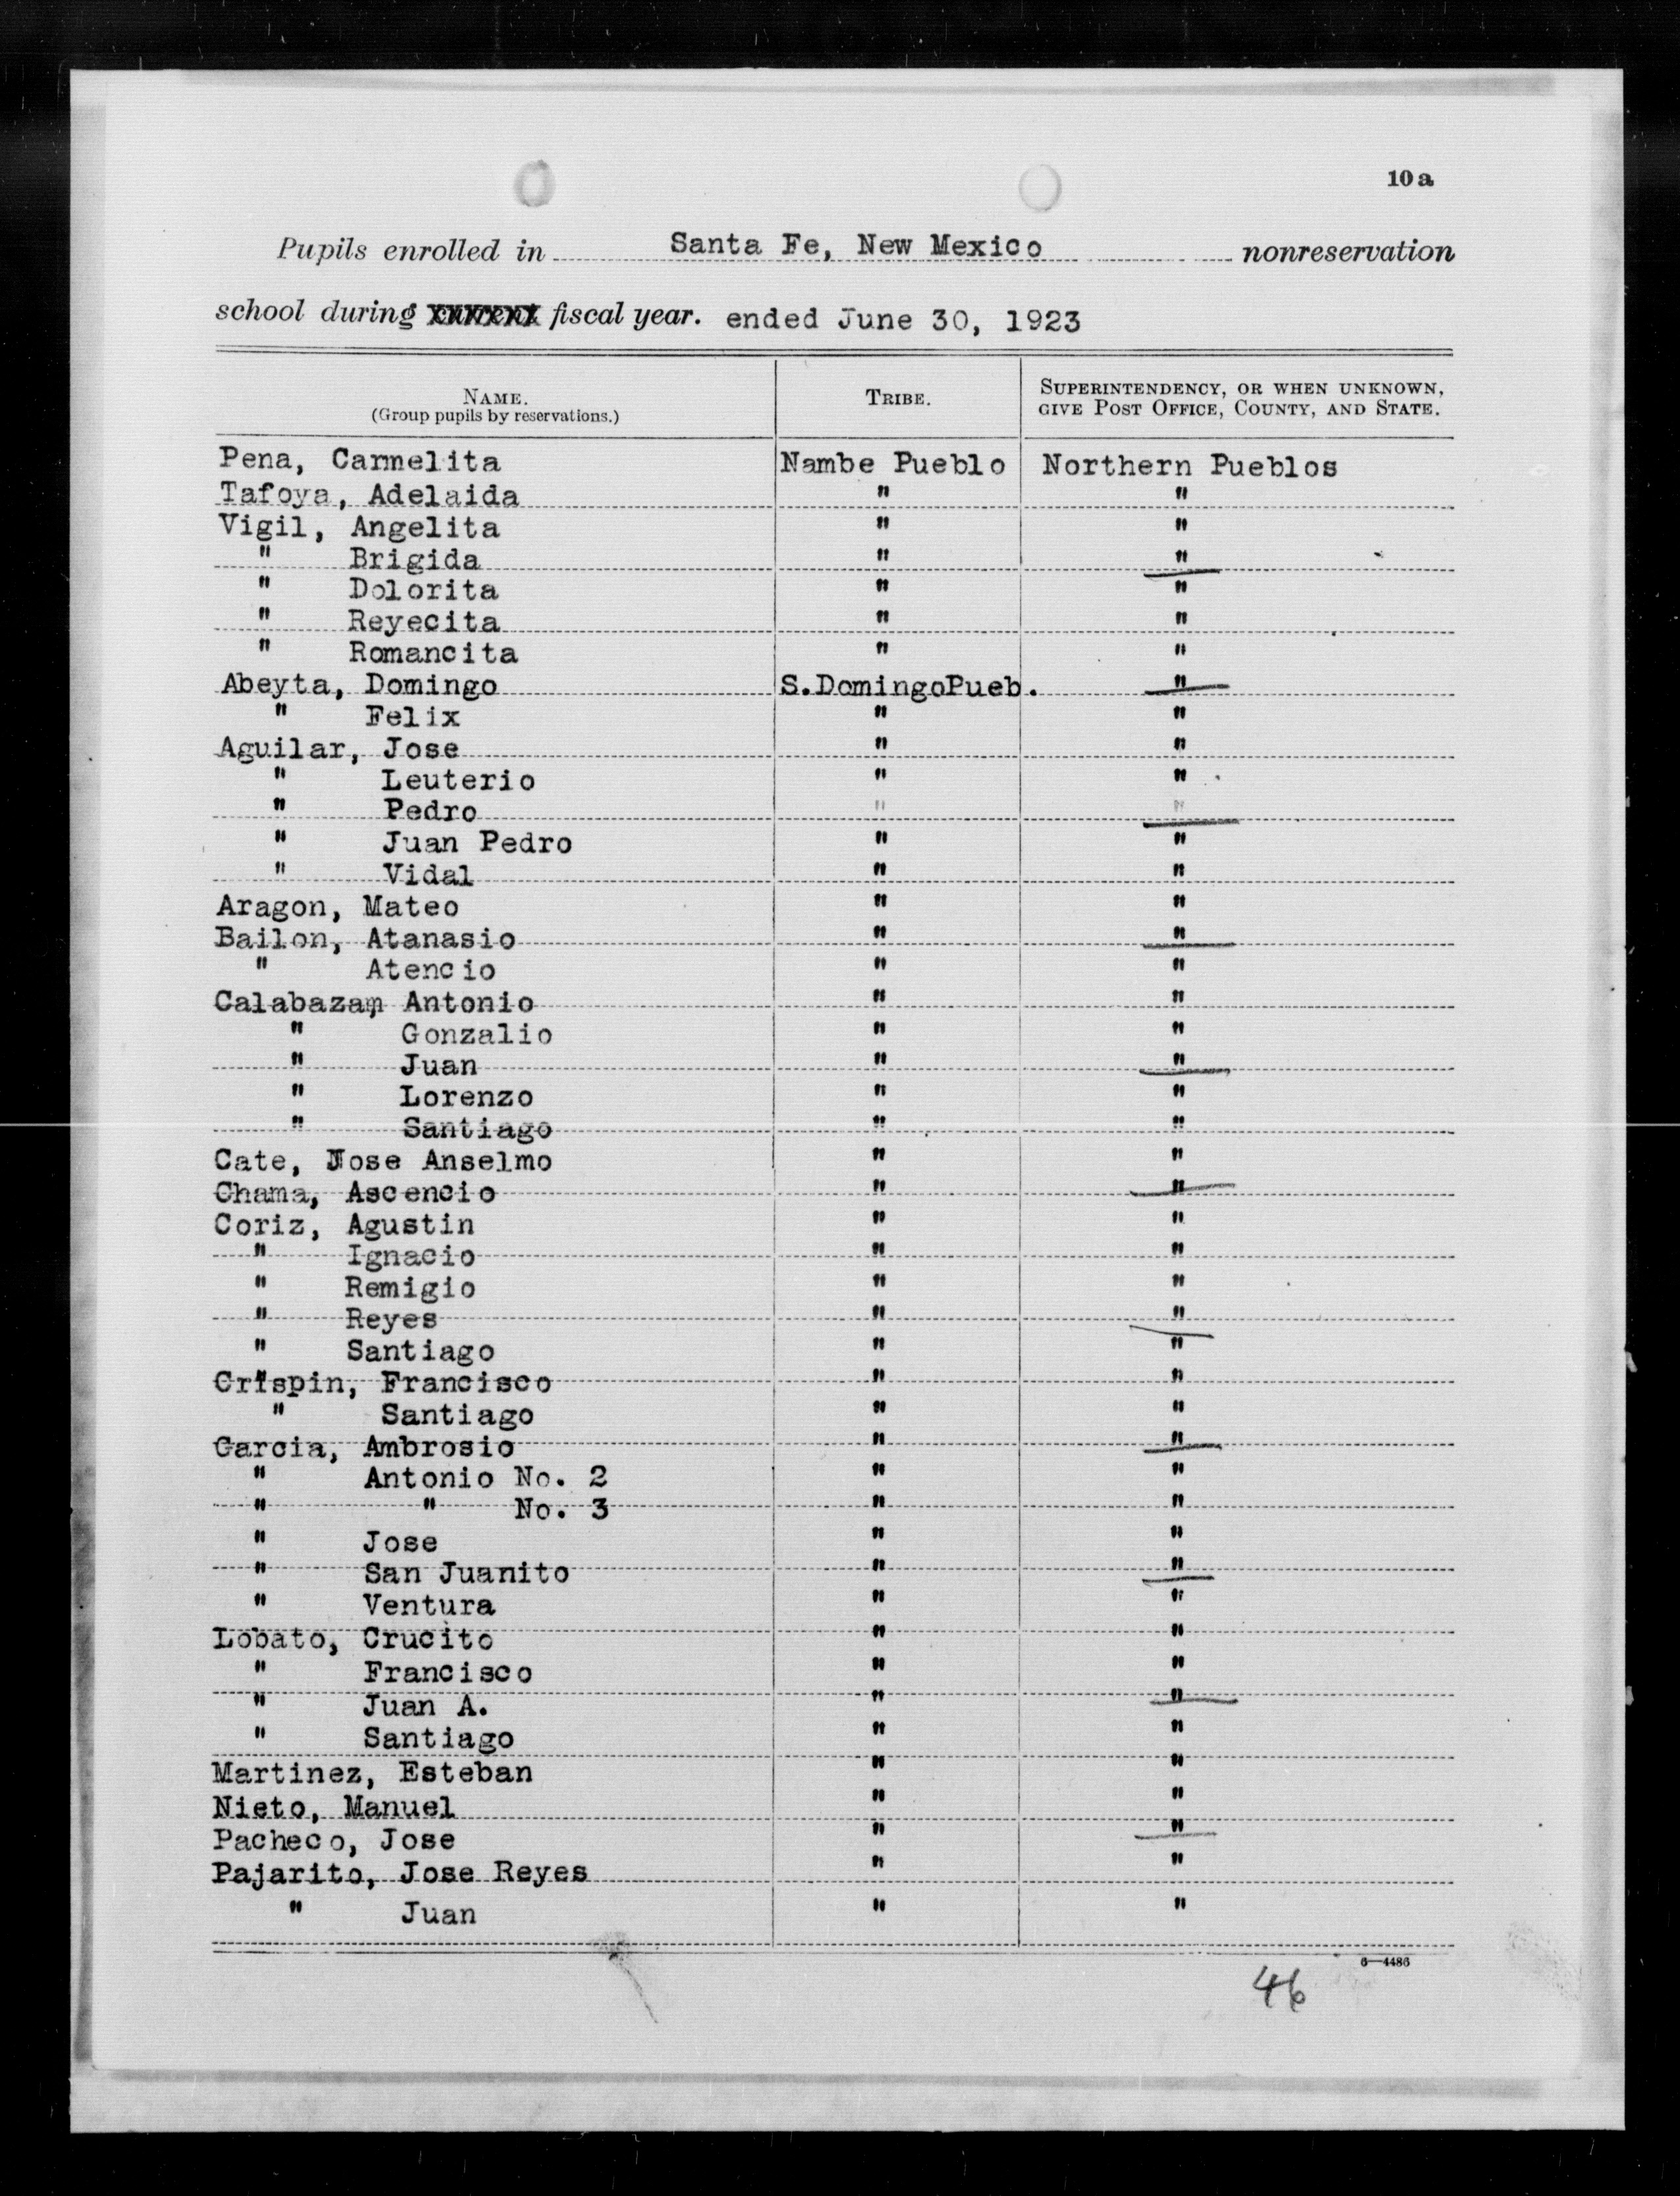 10a
Pupils enrolled in Santa Fe, New Mexico nonreservation
school during fiscal year. ended June 30, 1923
NAME. TRIBE. SUPERINTENDENCY, OR WHEN UNKNOWN,
(Group pupils by reservations.) GIVE POST OFFICE, COUNTY, AND STATE.
Pena, Carmelita Nambe Pueblo Northern Pueblos
Tafoya, Adelaida " "
Vigil, Angelita " "
" Brigida " "
" Dolorita " "
" Reyecita " "
" Romancita " "
Abeyta, Domingo S.DomingoPueb. "
" Felix " "
Aguilar, Jose " "
" Leuterio " "
" Pedro " "
" Juan Pedro " "
" Vidal " "
Aragon, Mateo " "
Bailon, Atanasio " "
" Atencio " "
Calabaza, Antonio " "
" Gonzalio " "
" Juan " "
" Lorenzo " "
" Santiago " "
Cate, Jose Anselmo " "
Chama, Ascencio " "
Coriz, Agustin " "
" Ignacio " "
" Remigio " "
" Reyes " "
" Santiago " "
Crispin, Francisco " "
" Santiago " "
Garcia, Ambrosio " "
" Antonio No. 2 " "
" " No. 3 " "
" Jose " "
" San Juanito " "
" Ventura " "
Lobato, Crucito " "
" Francisco " "
" Juan A. " "
" Santiago " "
Martinez, Esteban " "
Nieto, Manuel " "
Pacheco, Jose " "
Pajarito, Jose Reyes " "
" Juan " "
6—4486
46